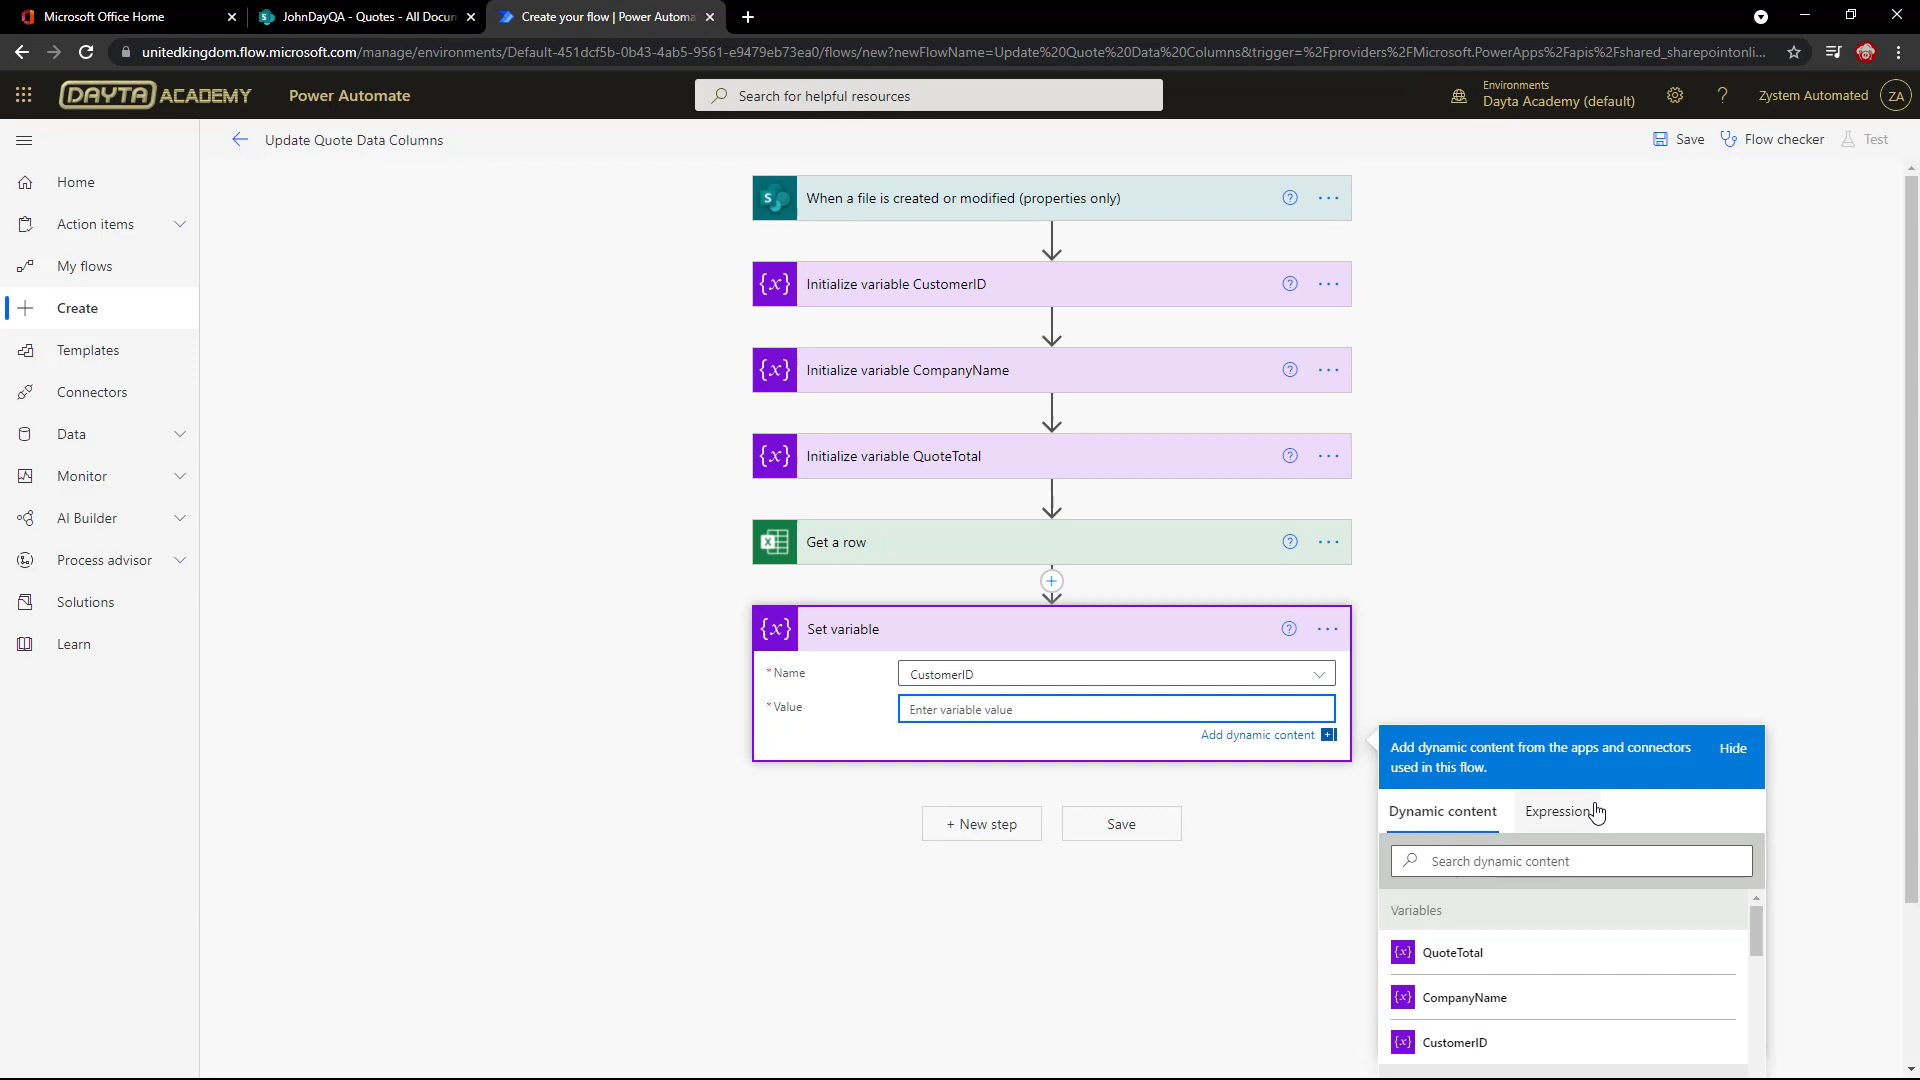 Microsoft Office Home
JohnDayQA - Quotes - All Docum
Create your flow | Power Automa
unitedkingdom.flow.microsoft.com/manage/environments/Default-451dcf5b-0b43-4ab5-9561-e9479eb73ea0/flows/new?newFlowName=Update%20Quote%20Data%20Columns&trigger=%2Fproviders%2FMicrosoft.PowerApps%2Fapis%2Fshared_sharepointonli...
DAYTA ACADEMY
Power Automate
Search for helpful resources
Environments
Dayta Academy (default)
?
Zystem Automated
ZA
Update Quote Data Columns
Save
Flow checker
Test
Home
Action items
My flows
Create
Templates
Connectors
Data
Monitor
AI Builder
Process advisor
Solutions
Learn
S
When a file is created or modified (properties only)
?
...
{x}
Initialize variable CustomerID
?
...
{x}
Initialize variable CompanyName
?
...
{x}
Initialize variable QuoteTotal
?
...
X
Get a row
?
...
+
{x}
Set variable
?
...
* Name
CustomerID
* Value
Enter variable value
Add dynamic content
+ New step
Save
Add dynamic content from the apps and connectors
used in this flow.
Hide
Dynamic content
Expression
Search dynamic content
Variables
{x}
QuoteTotal
{x}
CompanyName
{x}
CustomerID